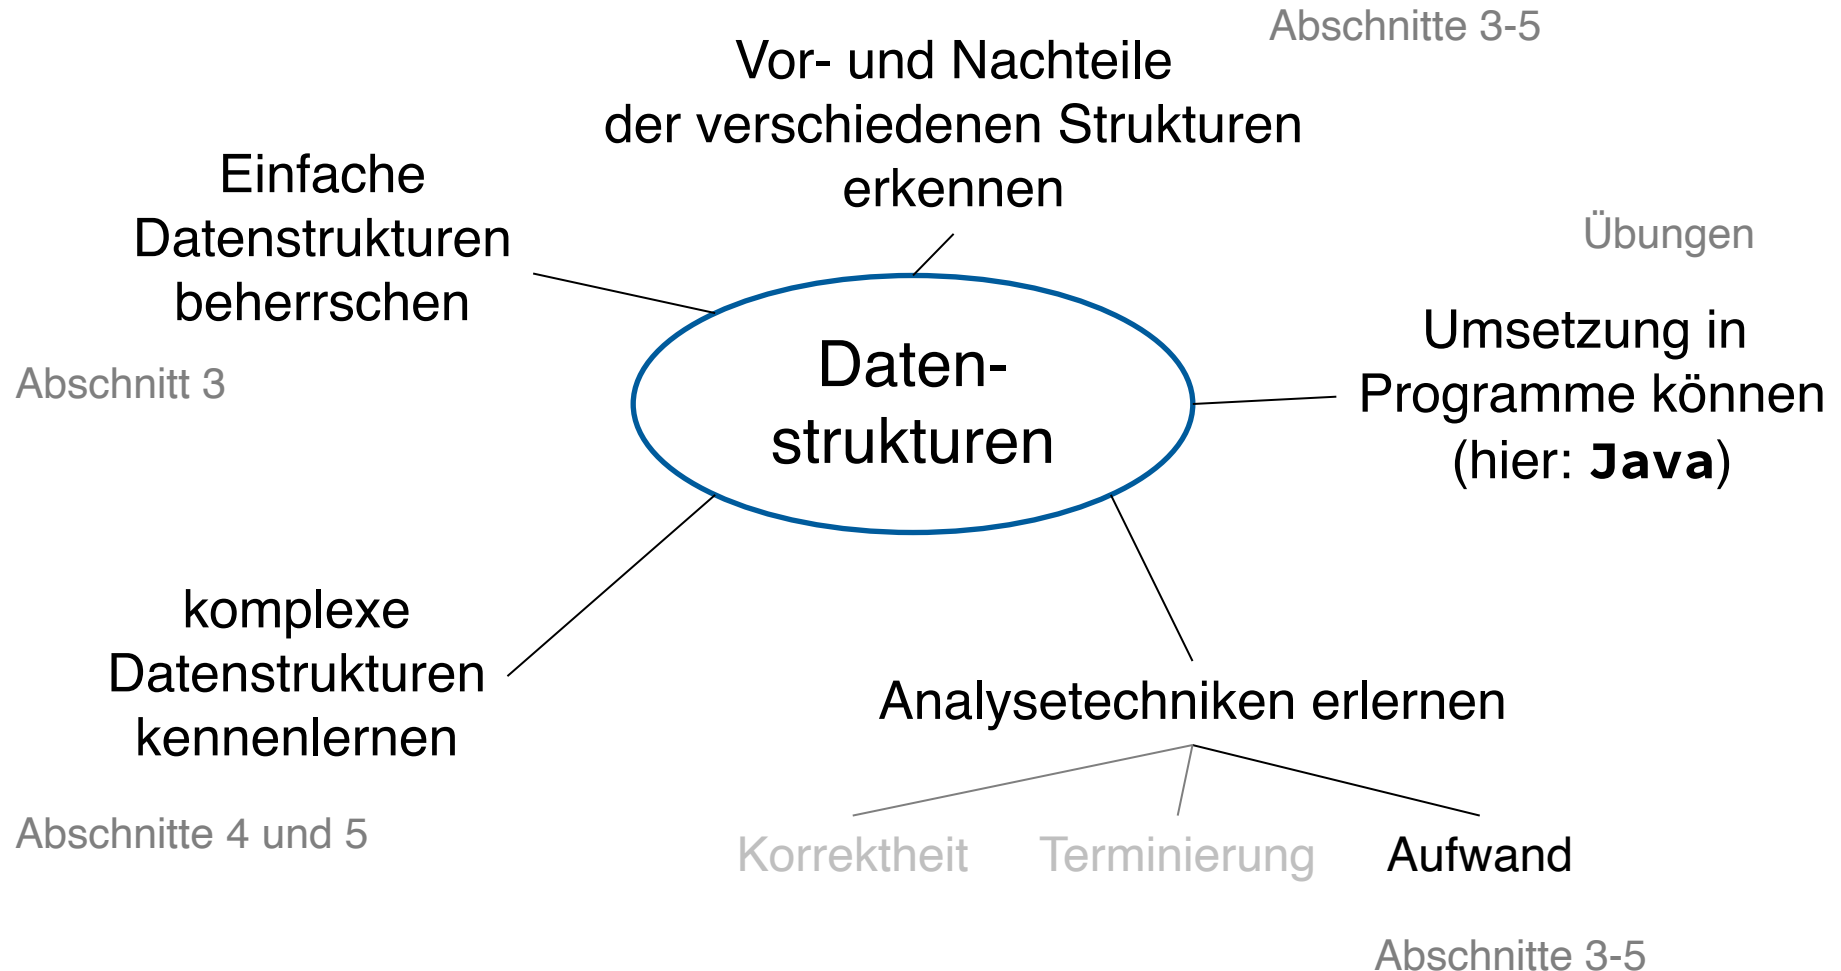 Abschnitte 3-5
Vor- und Nachteile
der verschiedenen Strukturen
erkennen
Einfache
Datenstrukturen
beherrschen
Abschnitt 3
Übungen
Umsetzung in
Programme können
(hier: Java)
Daten-
strukturen
komplexe
Datenstrukturen
kennenlernen
Abschnitte 4 und 5
Analysetechniken erlernen
Korrektheit Terminierung Aufwand
Abschnitte 3-5